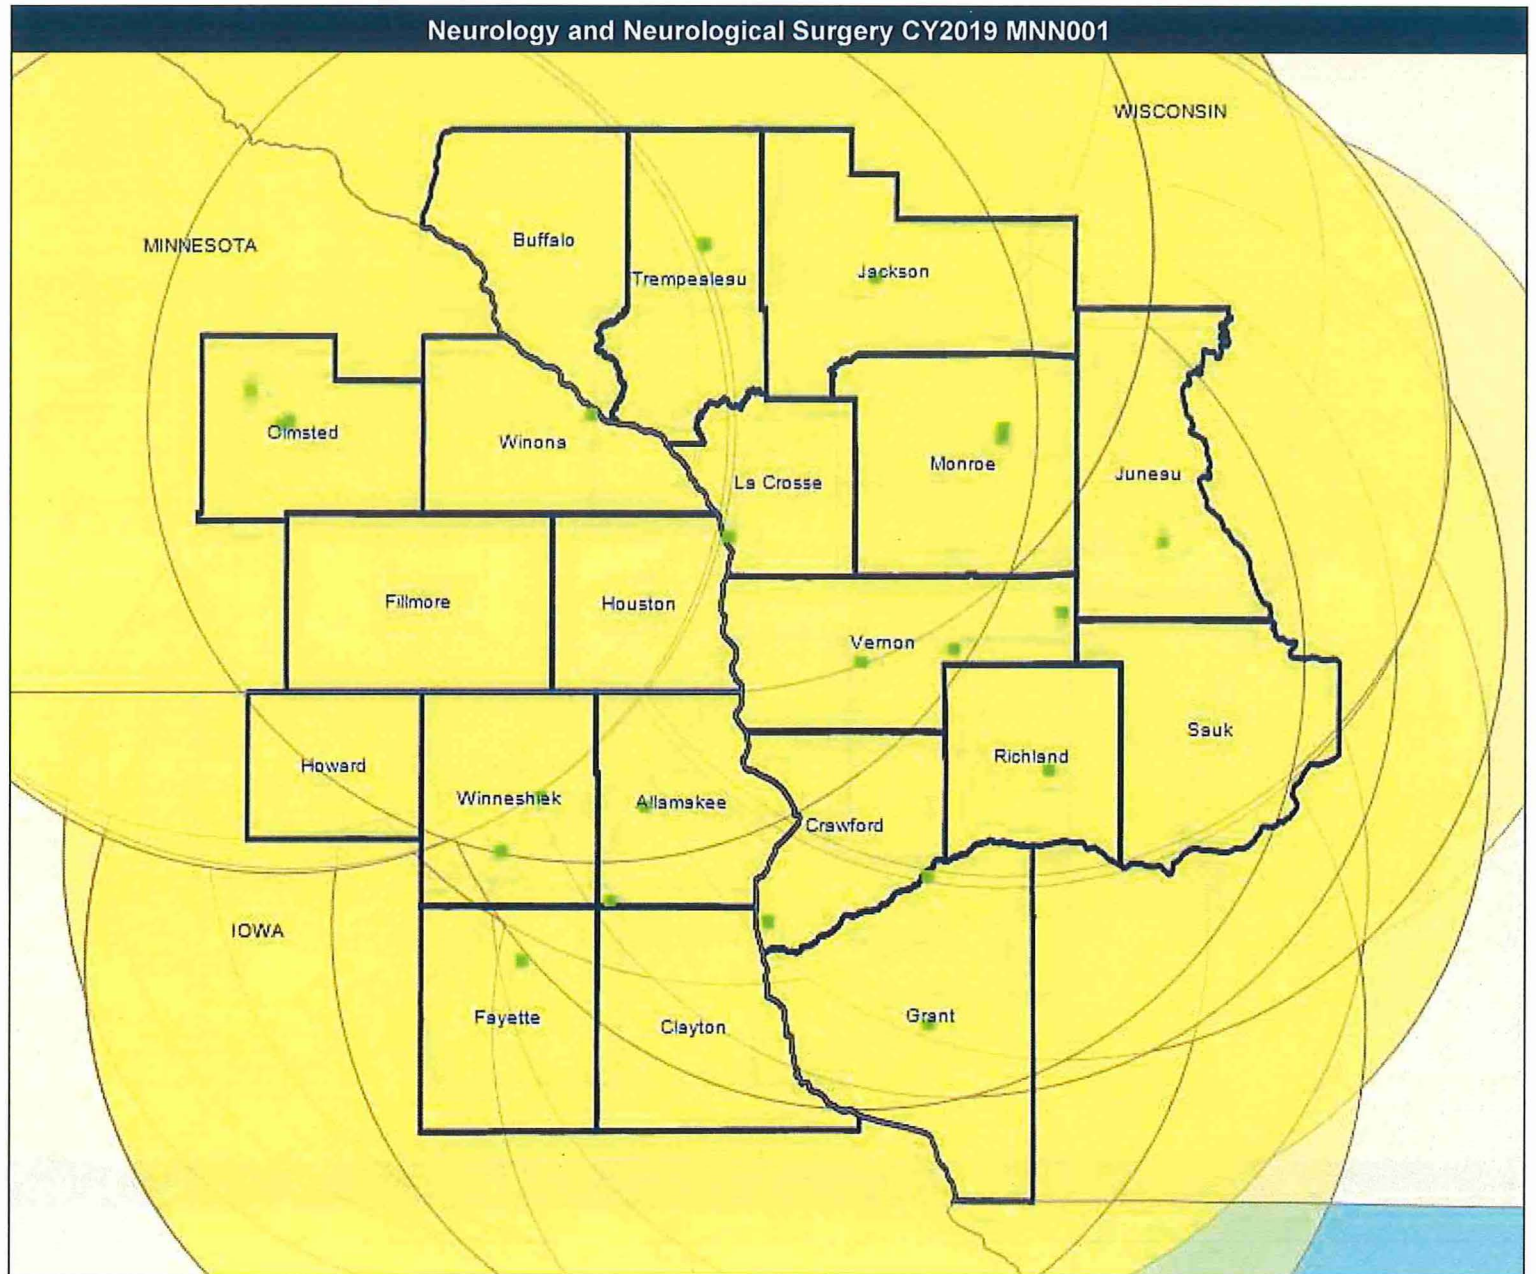 Neurology and Neurological Surgery CY2019 MNN001
WISCONSIN
MINNESOTA
Buffalo
Trempealeau
Jackson
Olmsted
Winona
La Crosse
Monroe
Juneau
Fillmore
Houston
Vernon
Sauk
Richland
Howard
Winneshiek
Allamakee
Crawford
IOWA
Fayette
Clayton
Grant